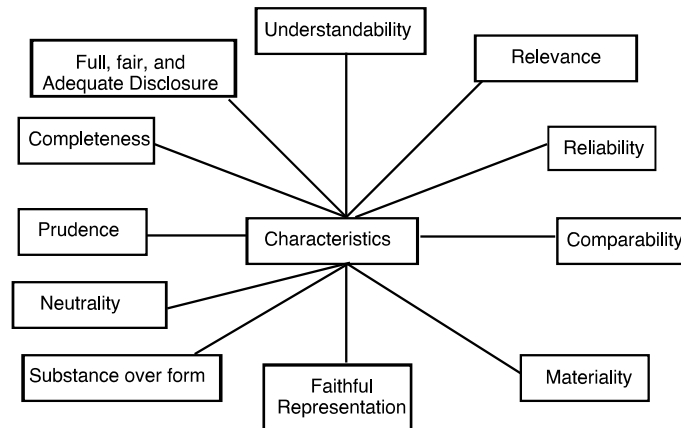 Understandability
Full, fair, and
Adequate Disclosure
Relevance
Completeness
Reliability
Prudence
Characteristics
Comparability
Neutrality
Substance over form
Faithful
Representation
Materiality